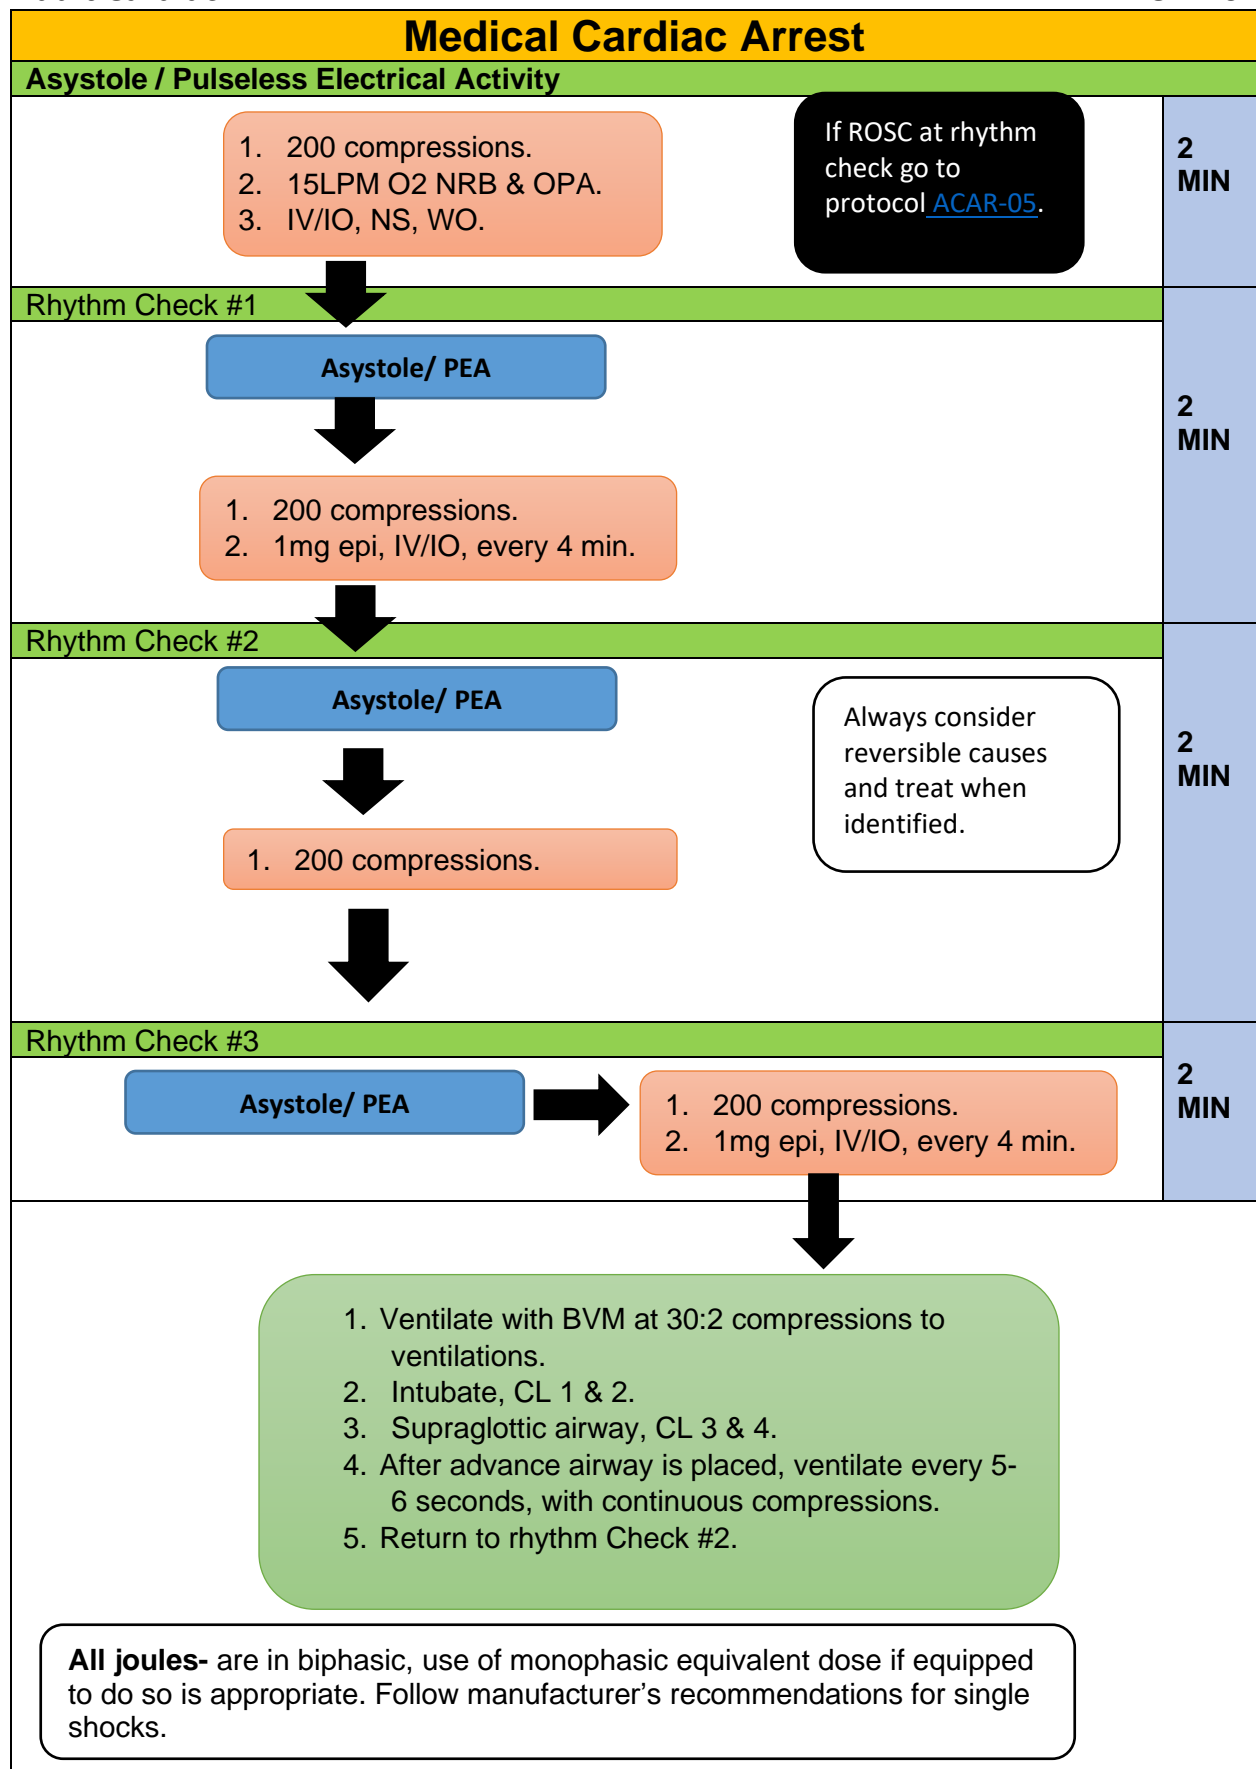 Medical Cardiac Arrest
Asystole / Pulseless Electrical Activity
1. 200 compressions.
2. 15LPM O2 NRB & OPA.
3. IV/IO, NS, WO.
If ROSC at rhythm
check go to
protocol ACAR-05.
2
MIN
Rhythm Check #1
Asystole/ PEA
2
MIN
1. 200 compressions.
2. 1mg epi, IV/IO, every 4 min.
Rhythm Check #2
Asystole/ PEA
Always consider
reversible causes
and treat when
identified.
2
MIN
1. 200 compressions.
Rhythm Check #3
Asystole/ PEA
1. 200 compressions.
2. 1mg epi, IV/IO, every 4 min.
2
MIN
1. Ventilate with BVM at 30:2 compressions to
ventilations.
2. Intubate, CL 1 & 2.
3. Supraglottic airway, CL 3 & 4.
4. After advance airway is placed, ventilate every 5-
6 seconds, with continuous compressions.
5. Return to rhythm Check #2.
All joules- are in biphasic, use of monophasic equivalent dose if equipped
to do so is appropriate. Follow manufacturer's recommendations for single
shocks.